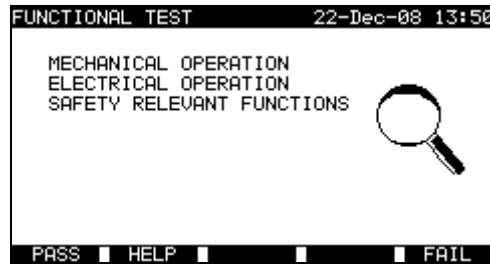 FUNCTIONAL TEST 22-Dec-08 13:50
MECHANICAL OPERATION
ELECTRICAL OPERATION
SAFETY RELEVANT FUNCTIONS
PASS HELP FAIL